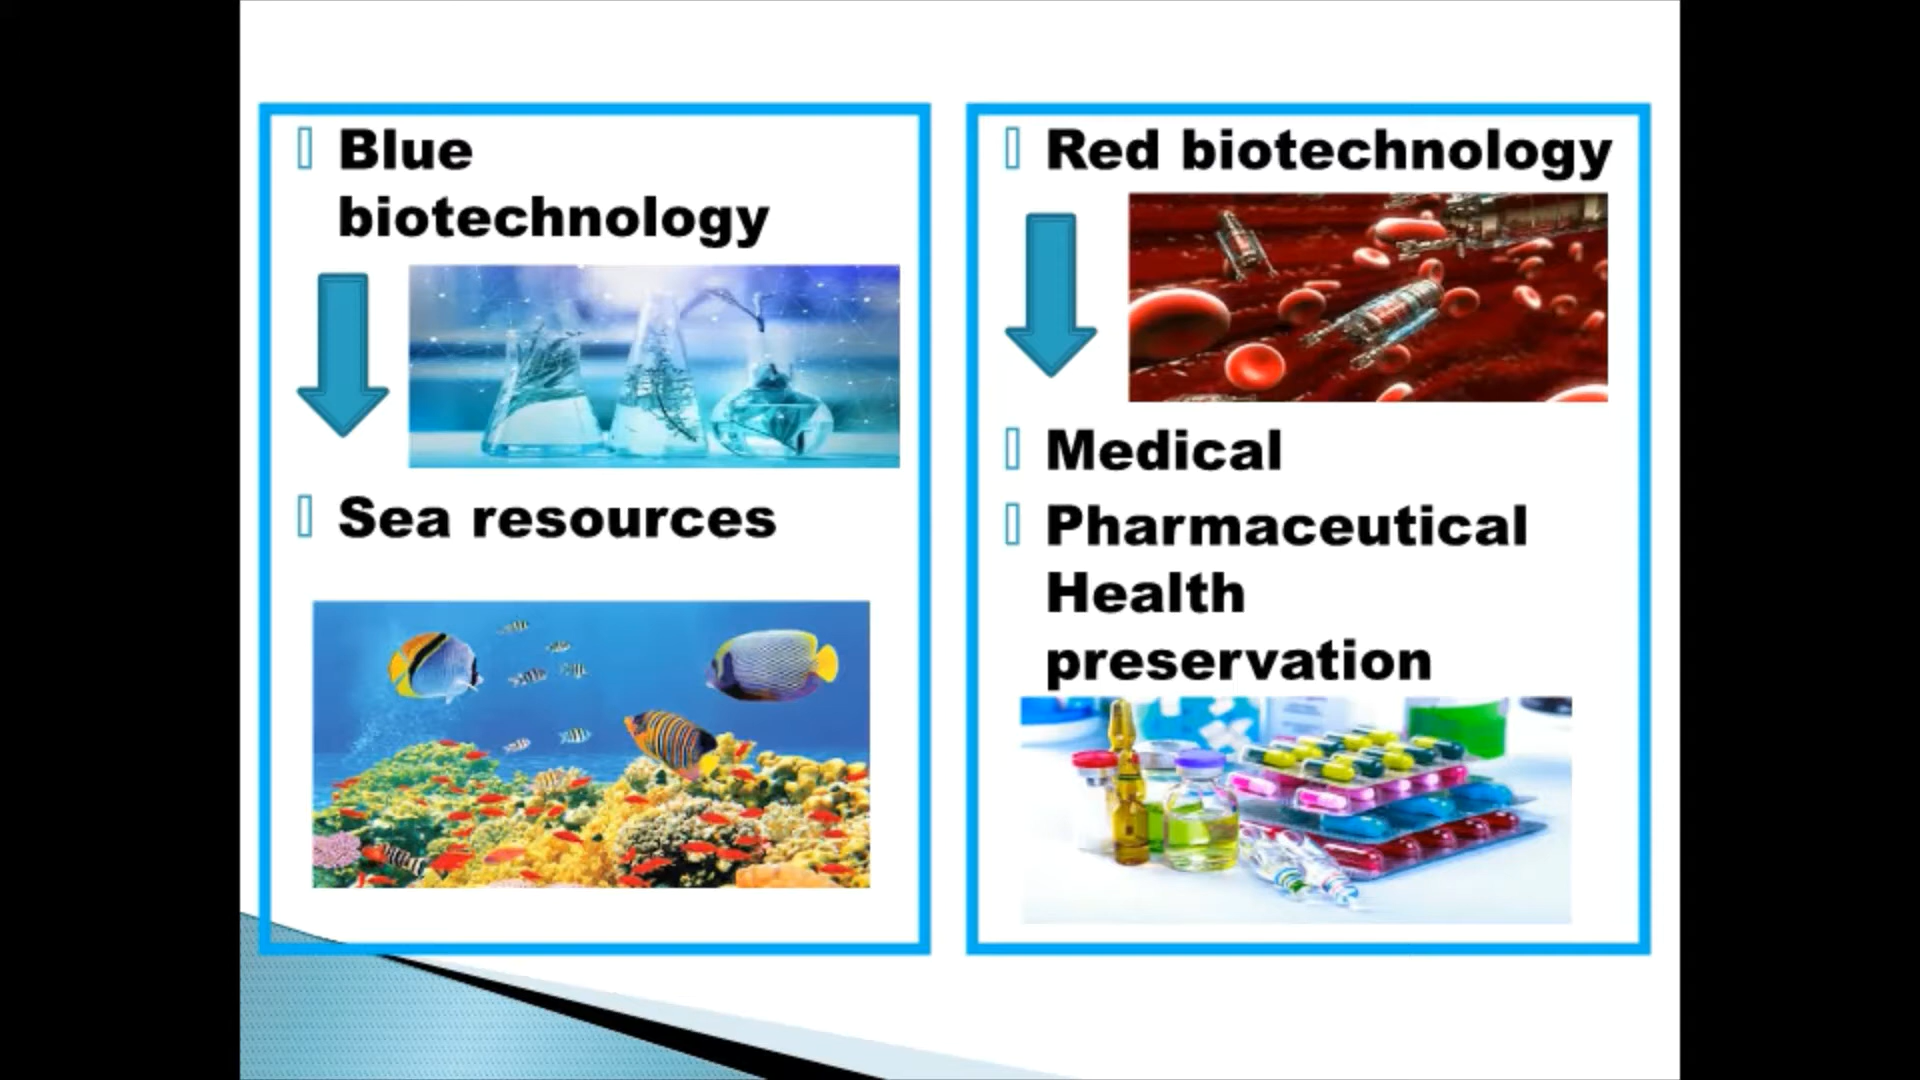 Blue
biotechnology
Sea resources
Red biotechnology
Medical
Pharmaceutical
Health
preservation